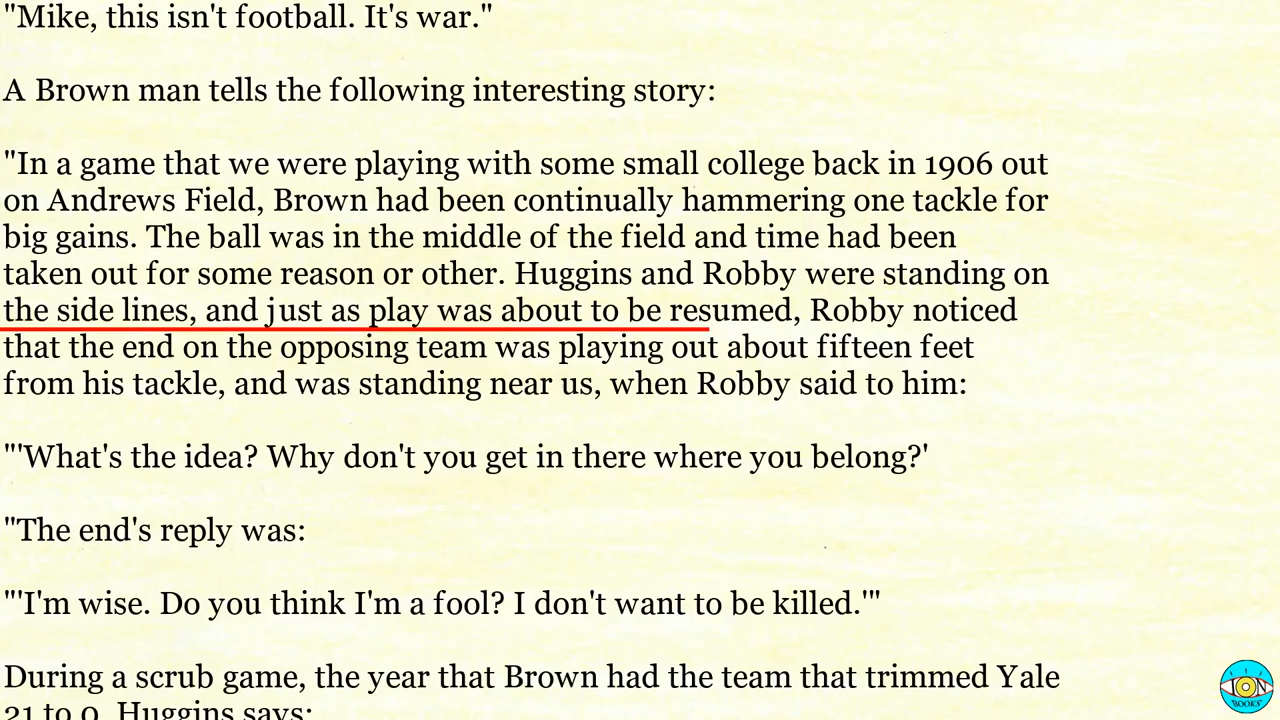 "Mike, this isn't football. It's war."
A Brown man tells the following interesting story:
"In a game that we were playing with some small college back in 1906 out
on Andrews Field, Brown had been continually hammering one tackle for
big gains. The ball was in the middle of the field and time had been
taken out for some reason or other. Huggins and Robby were standing on
the side lines, and just as play was about to be resumed, Robby noticed
that the end on the opposing team was playing out about fifteen feet
from his tackle, and was standing near us, when Robby said to him:
"'What's the idea? Why don't you get in there where you belong?'
"The end's reply was:
"'I'm wise. Do you think I'm a fool? I don't want to be killed.'"
During a scrub game, the year that Brown had the team that trimmed Yale
21 to 0, Huggins says:
ION
BOOKS